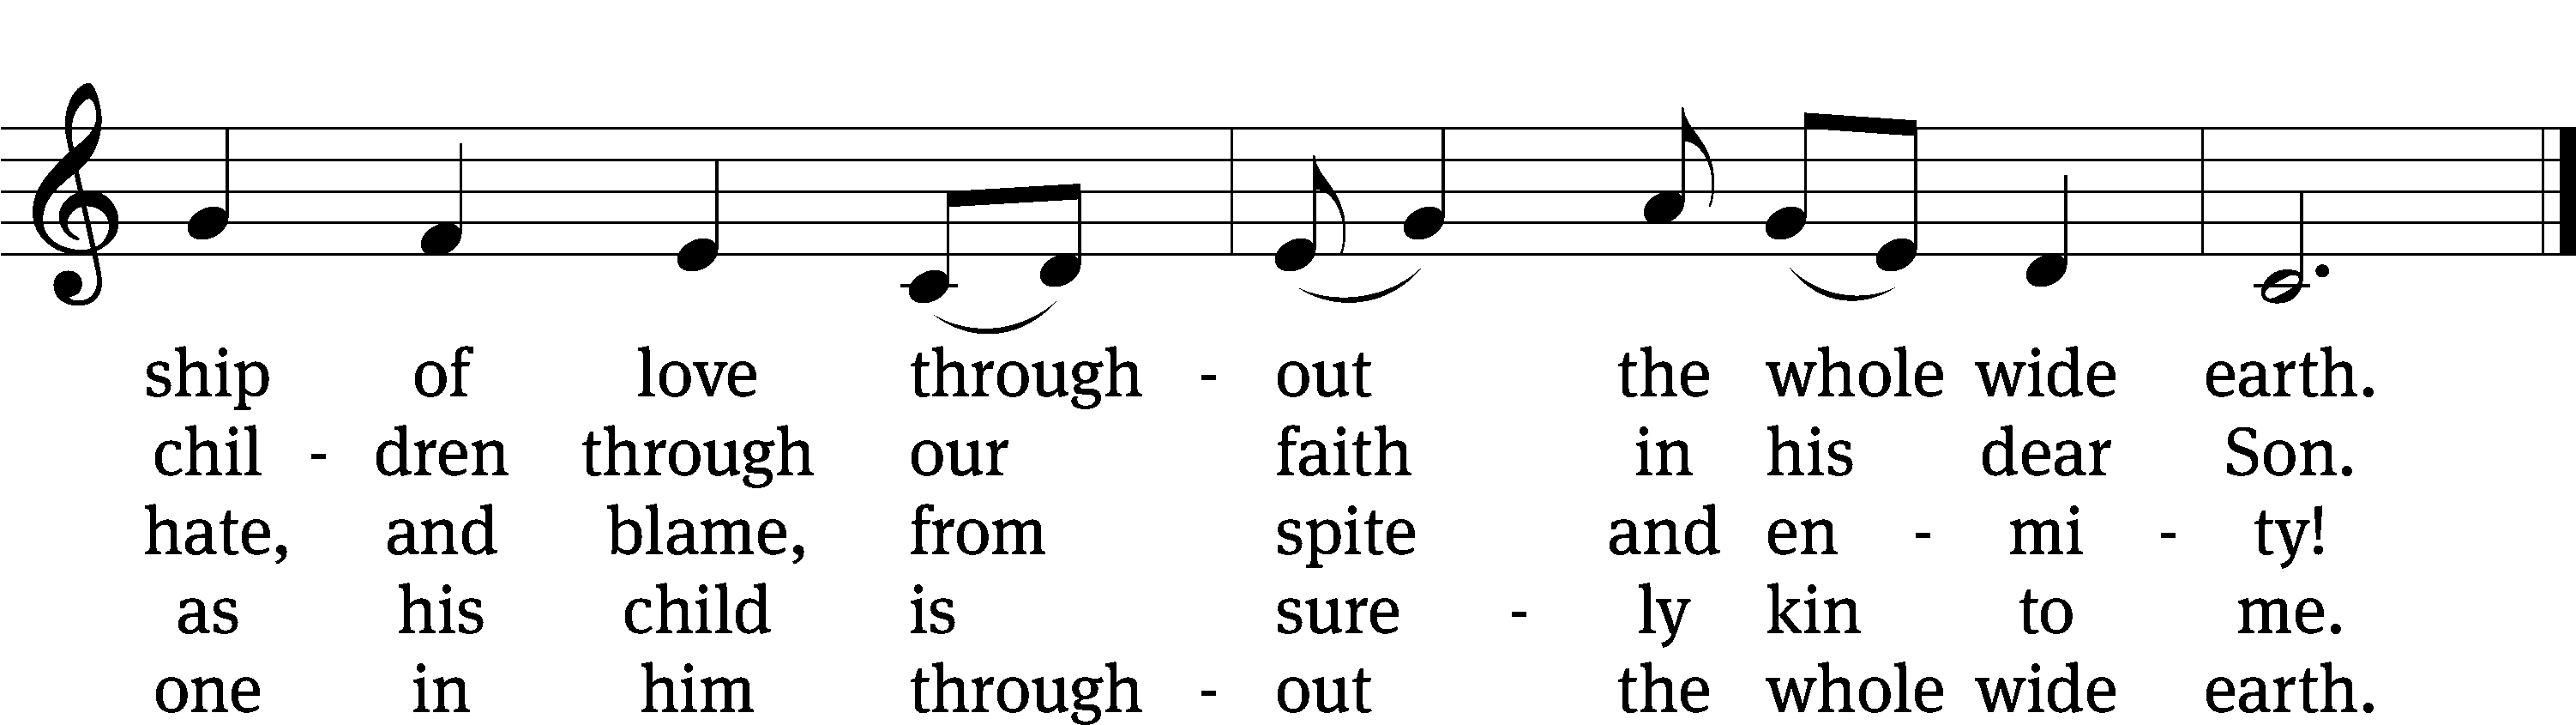 ship of love through - out the whole wide earth.
chil - dren through our faith in his dear Son.
hate, and blame, from spite and en - mi - ty!
as his child is sure - ly kin to me.
one in him through - out the whole wide earth.